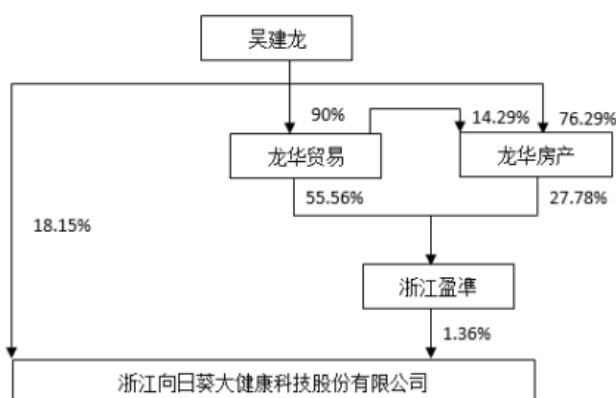 吴建龙
90%
14.29%
76.29%
龙华贸易
龙华房产
18.15%
55.56%
27.78%
浙江盈準
1.36%
浙江向日葵大健康科技股份有限公司